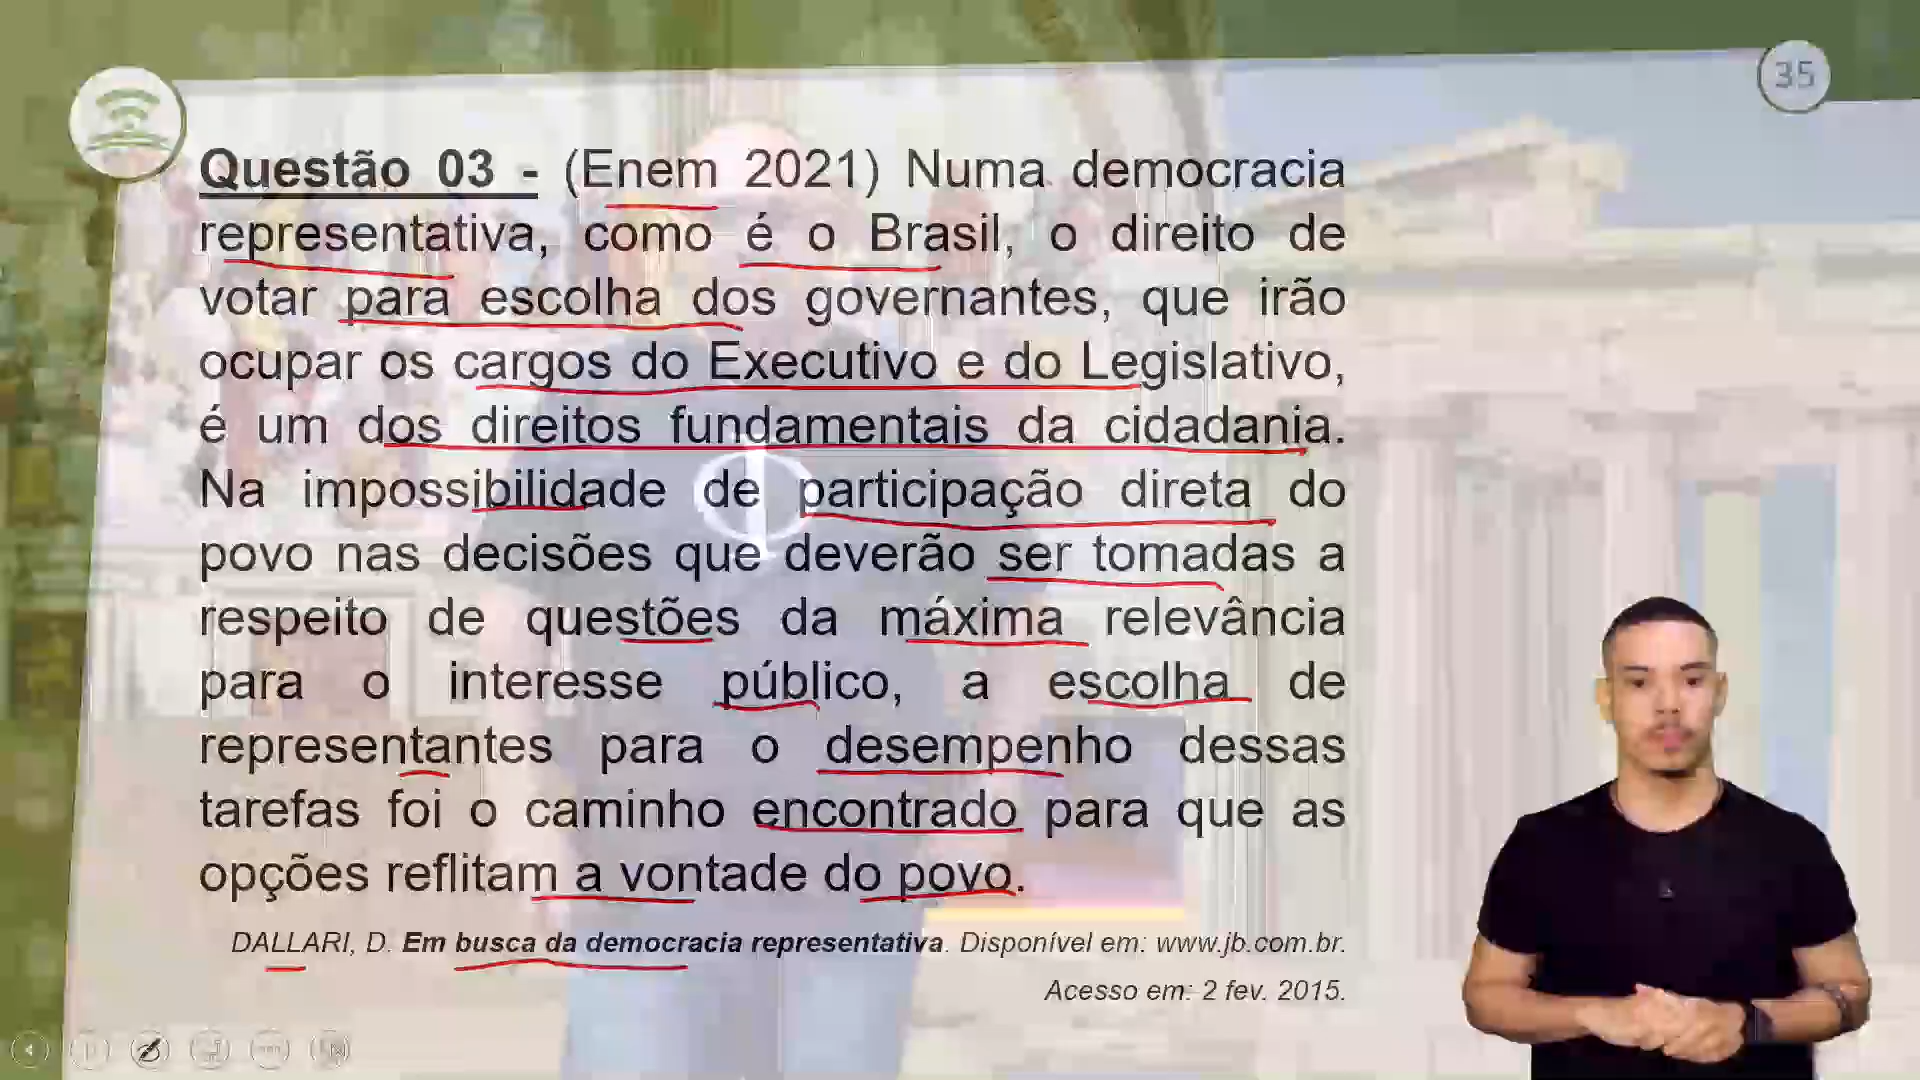 35
Questão 03 - (Enem 2021) Numa democracia
representativa, como é o Brasil, o direito de
votar para escolha dos governantes, que irão
ocupar os cargos do Executivo e do Legislativo,
é um dos direitos fundamentais da cidadania.
Na impossibilidade de participação direta do
povo nas decisões que deverão ser tomadas a
respeito de questões da máxima relevância
para o interesse público, a escolha de
representantes para o desempenho dessas
tarefas foi o caminho encontrado para que as
opções reflitam a vontade do povo.
DALLARI, D. Em busca da democracia representativa. Disponível em: www.jb.com.br.
Acesso em: 2 fev. 2015.